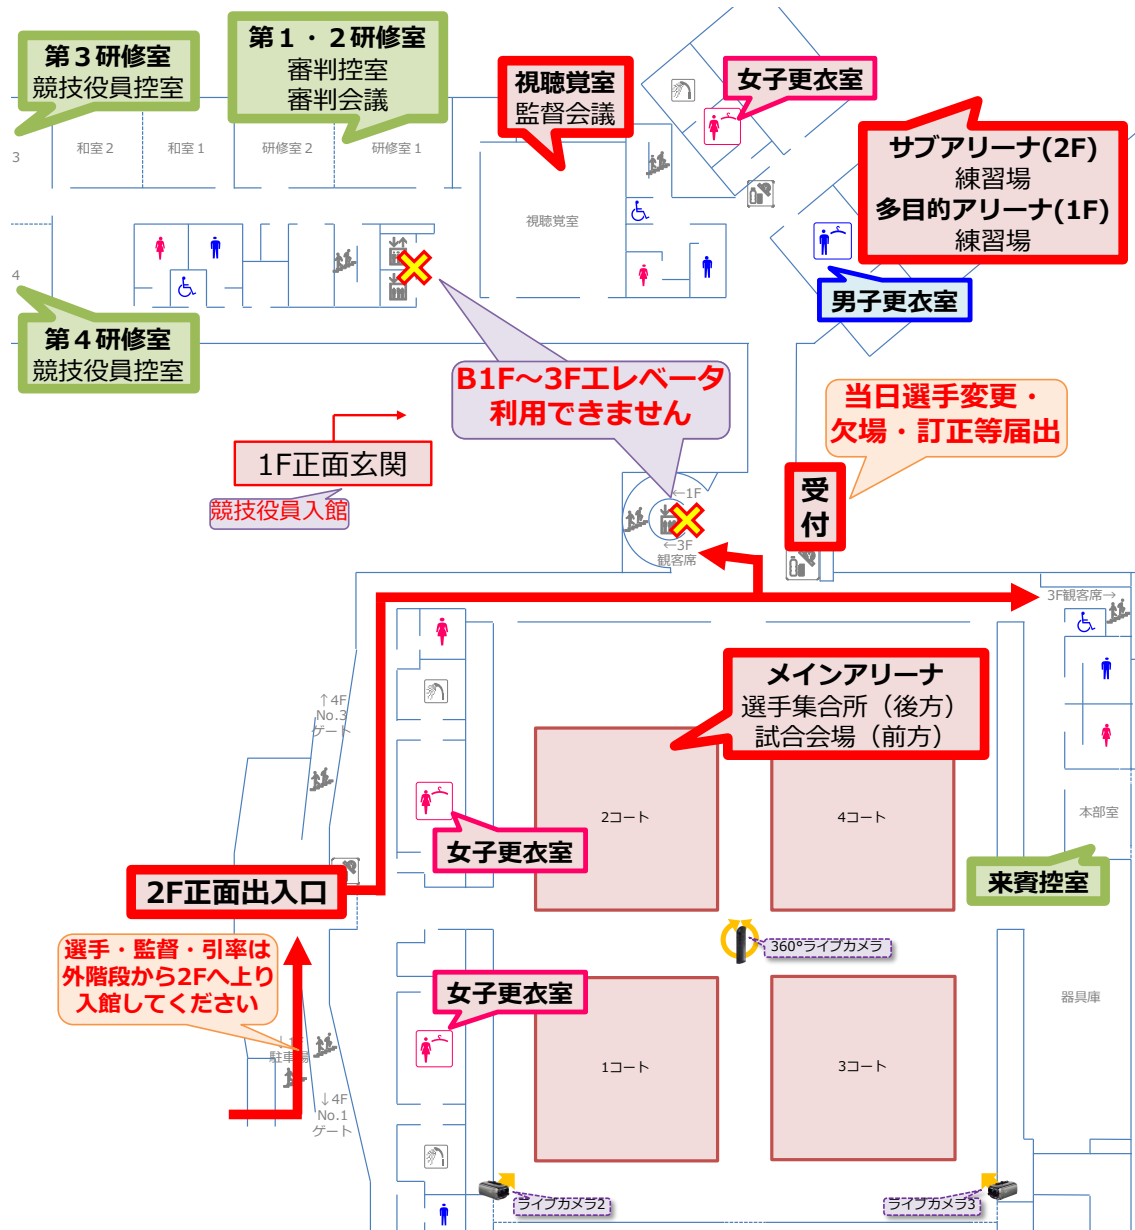 第３研修室
競技役員控室
第１・２研修室
審判控室
審判会議
視聴覚室
監督会議
女子更衣室
サブアリーナ(2F)
練習場
多目的アリーナ(1F)
練習場
3
和室２
和室１
研修室２
研修室１
視聴覚室
4
第４研修室
競技役員控室
男子更衣室
B1F～3Fエレベータ
利用できません
当日選手変更・
欠場・訂正等届出
1F正面玄関
競技役員入館
受
付
←1F
←3F
観客席
3F観客席→
メインアリーナ
選手集合所（後方）
試合会場（前方）
↑4F
No.3
ゲート
2コート
4コート
本部室
女子更衣室
来賓控室
2F正面出入口
選手・監督・引率は
外階段から2Fへ上り
入館してください
360°ライブカメラ
女子更衣室
器具庫
↓1F
駐車場
1コート
3コート
↓4F
No.1
ゲート
ライブカメラ2
ライブカメラ3